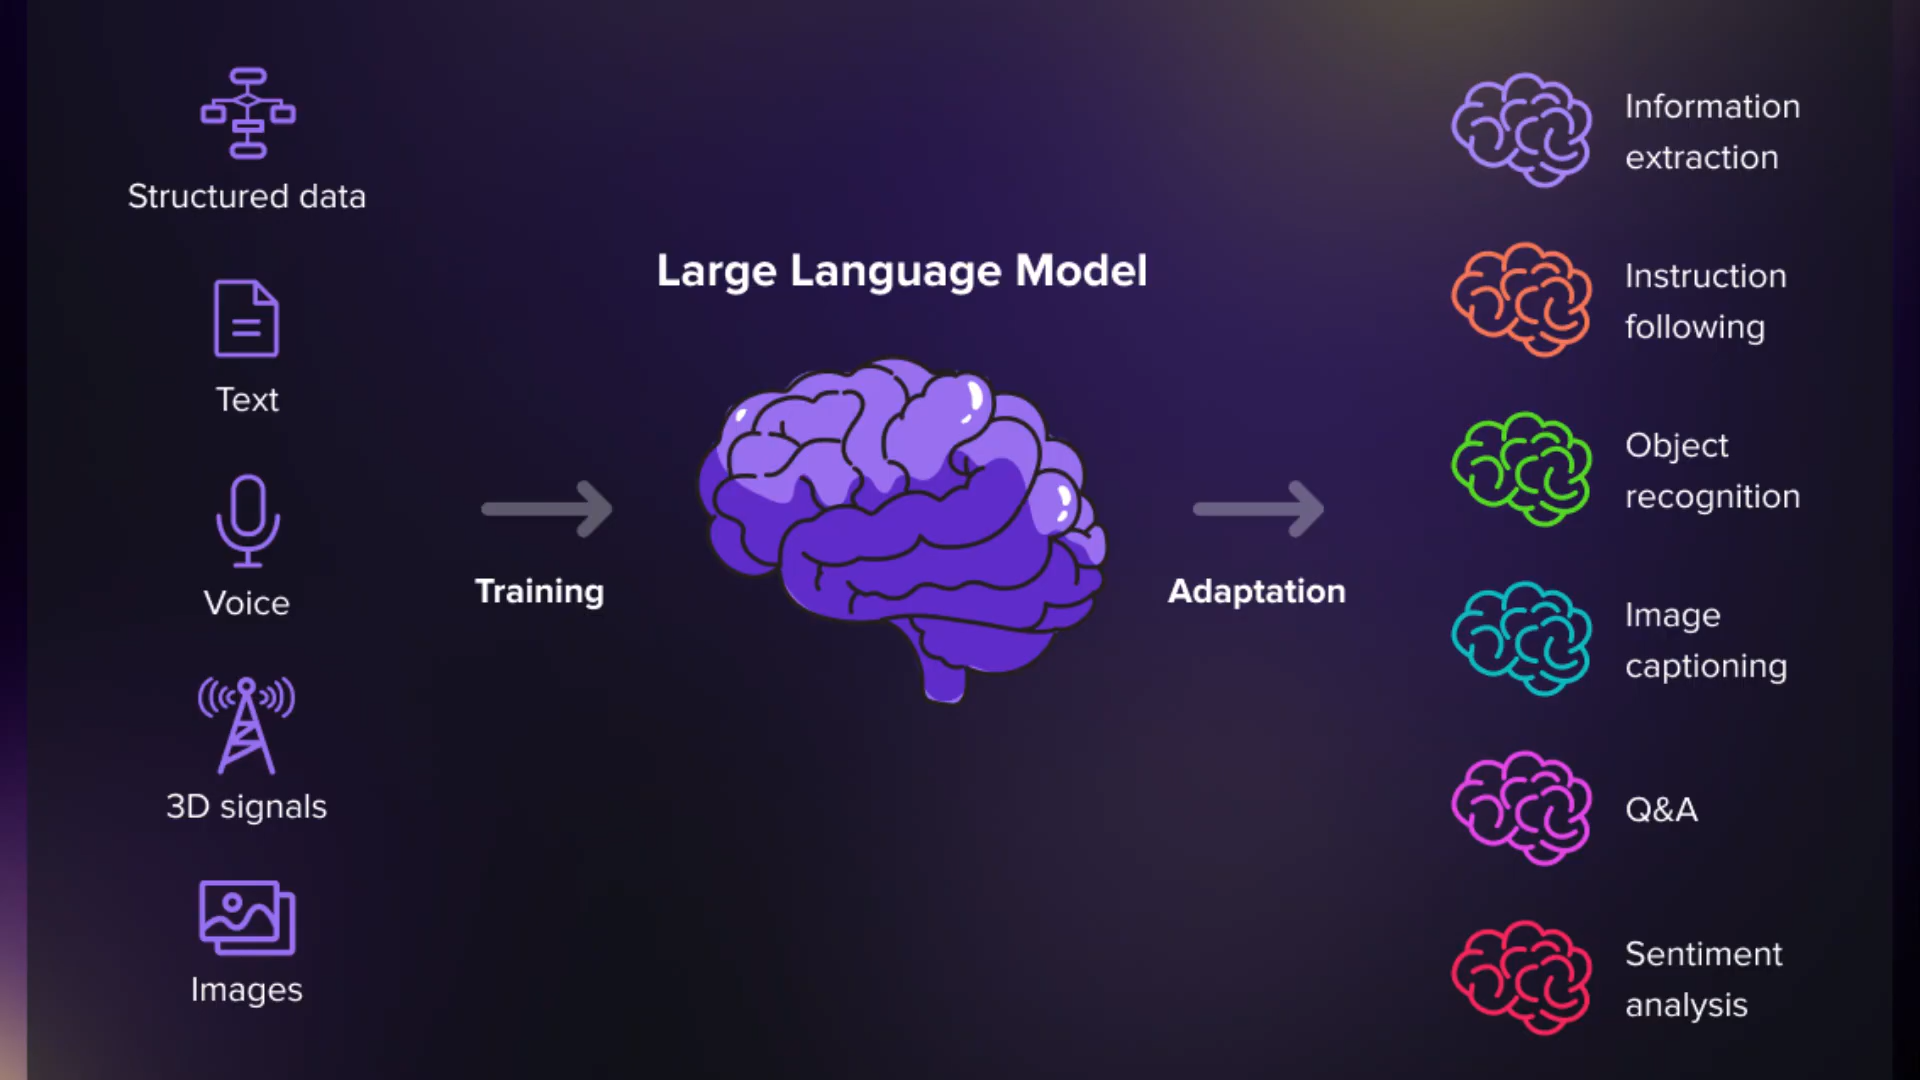 Structured data
Text
Voice
3D signals
Images
Training
Large Language Model
Adaptation
Information
extraction
Instruction
following
Object
recognition
Image
captioning
Q&A
Sentiment
analysis